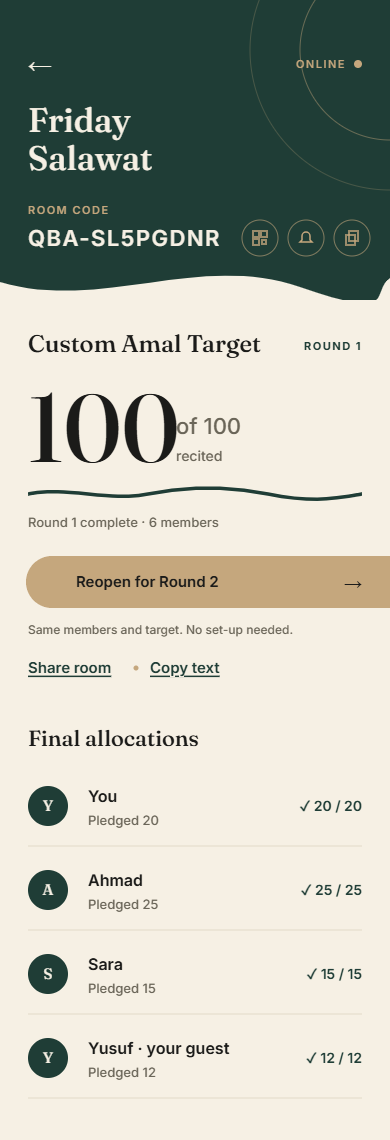 ←
ONLINE
Friday
Salawat
ROOM CODE
QBA-SL5PGDNR
Custom Amal Target
ROUND 1
100 of 100
recited
Round 1 complete · 6 members
Reopen for Round 2 →
Same members and target. No set-up needed.
Share room • Copy text
Final allocations
Y
You
Pledged 20
✓ 20 / 20
A
Ahmad
Pledged 25
✓ 25 / 25
S
Sara
Pledged 15
✓ 15 / 15
Y
Yusuf · your guest
Pledged 12
✓ 12 / 12